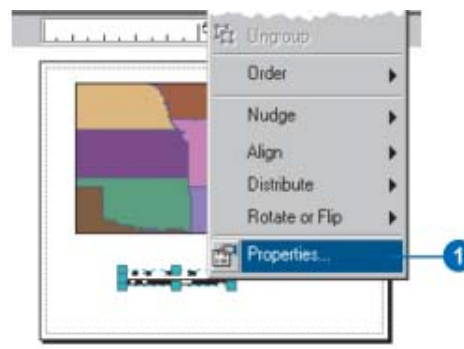 Ungroup
Order
Nudge
Align
Distribute
Rotate or Flip
Properties...
1